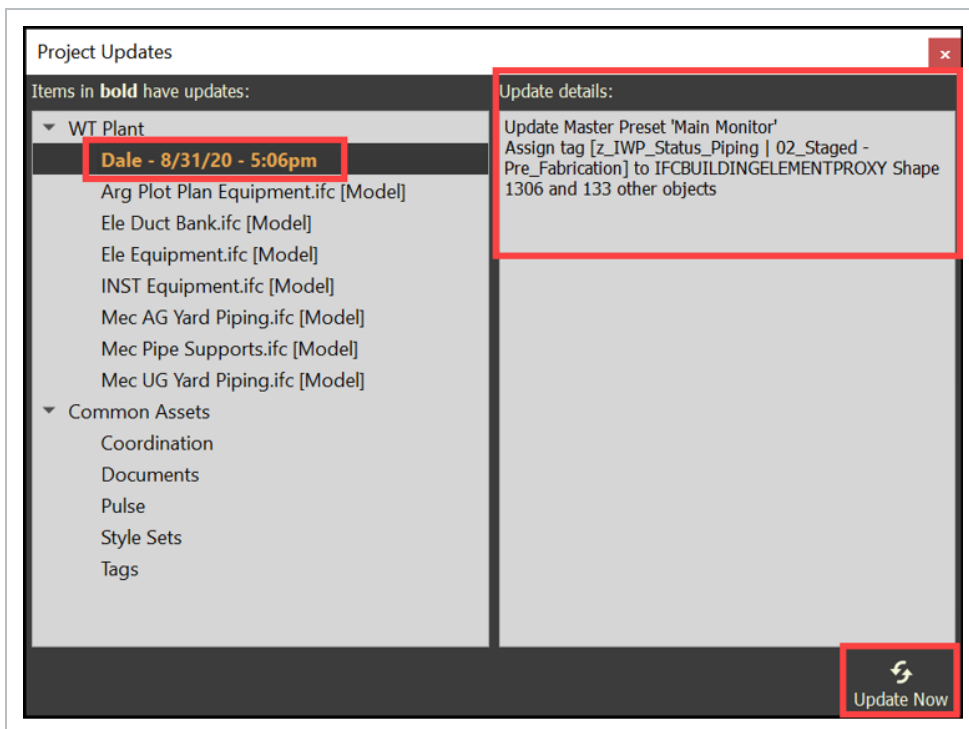 Project Updates
x
Items in bold have updates:
WT Plant
Dale - 8/31/20 - 5:06pm
Arg Plot Plan Equipment.ifc [Model]
Ele Duct Bank.ifc [Model]
Ele Equipment.ifc [Model]
INST Equipment.ifc [Model]
Mec AG Yard Piping.ifc [Model]
Mec Pipe Supports.ifc [Model]
Mec UG Yard Piping.ifc [Model]
Common Assets
Coordination
Documents
Pulse
Style Sets
Tags
Update details:
Update Master Preset 'Main Monitor'
Assign tag [z_IWP_Status_Piping | 02_Staged -
Pre_Fabrication] to IFCBUILDINGELEMENTPROXY Shape
1306 and 133 other objects
Update Now